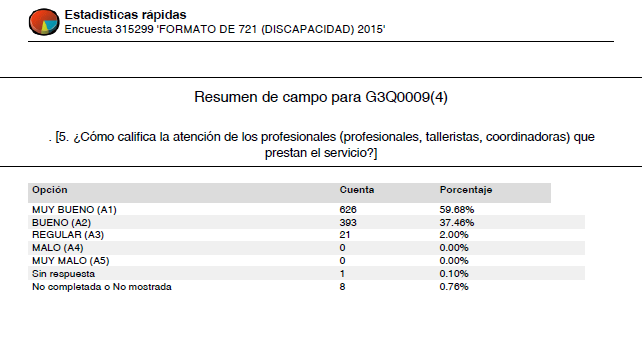 Estadísticas rápidas
Encuesta 315299 'FORMATO DE 721 (DISCAPACIDAD) 2015'
Resumen de campo para G3Q0009(4)
. [5. ¿Cómo califica la atención de los profesionales (profesionales, talleristas, coordinadoras) que
prestan el servicio?]
Opción Cuenta Porcentaje
MUY BUENO (A1) 626 59.68%
BUENO (A2) 393 37.46%
REGULAR (A3) 21 2.00%
MALO (A4) 0 0.00%
MUY MALO (A5) 0 0.00%
Sin respuesta 1 0.10%
No completada o No mostrada 8 0.76%